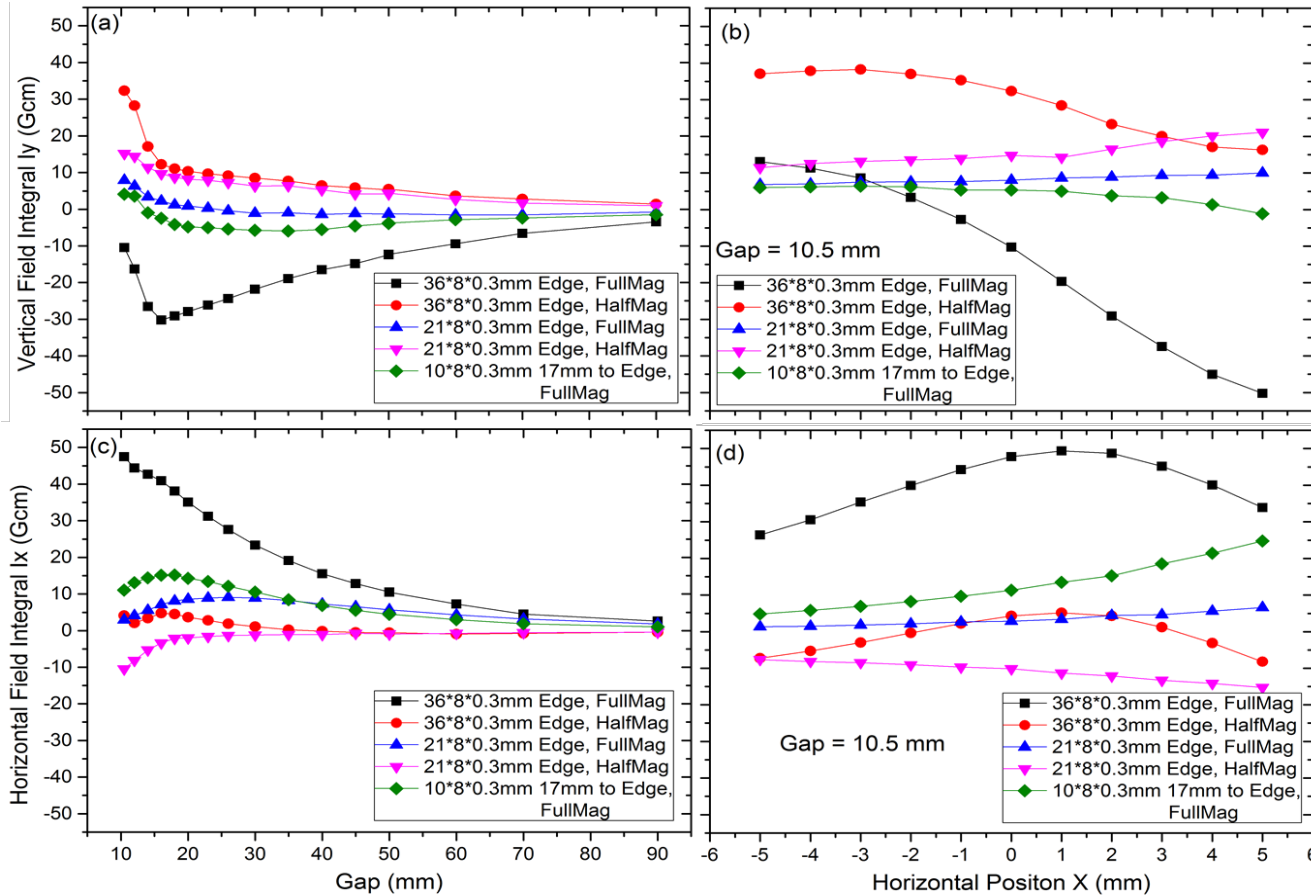 (a)
50
40
30
20
10
0
-10
-20
-30
-40
-50
Vertical Field Integral Iy (Gcm)
36*8*0.3mm Edge, FullMag
36*8*0.3mm Edge, HalfMag
21*8*0.3mm Edge, FullMag
21*8*0.3mm Edge, HalfMag
10*8*0.3mm 17mm to Edge,
FullMag
(b)
Gap = 10.5 mm
36*8*0.3mm Edge, FullMag
36*8*0.3mm Edge, HalfMag
21*8*0.3mm Edge, FullMag
21*8*0.3mm Edge, HalfMag
10*8*0.3mm 17mm to Edge,
FullMag
(c)
50
40
30
20
10
0
-10
-20
-30
-40
-50
Horizontal Field Integral Ix (Gcm)
36*8*0.3mm Edge, FullMag
36*8*0.3mm Edge, HalfMag
21*8*0.3mm Edge, FullMag
21*8*0.3mm Edge, HalfMag
10*8*0.3mm 17mm to Edge,
FullMag
10 20 30 40 50 60 70 80 90
Gap (mm)
(d)
Gap = 10.5 mm
36*8*0.3mm Edge, FullMag
36*8*0.3mm Edge, HalfMag
21*8*0.3mm Edge, FullMag
21*8*0.3mm Edge, HalfMag
10*8*0.3mm 17mm to Edge,
FullMag
-6 -5 -4 -3 -2 -1 0 1 2 3 4 5 6
Horizontal Positon X (mm)